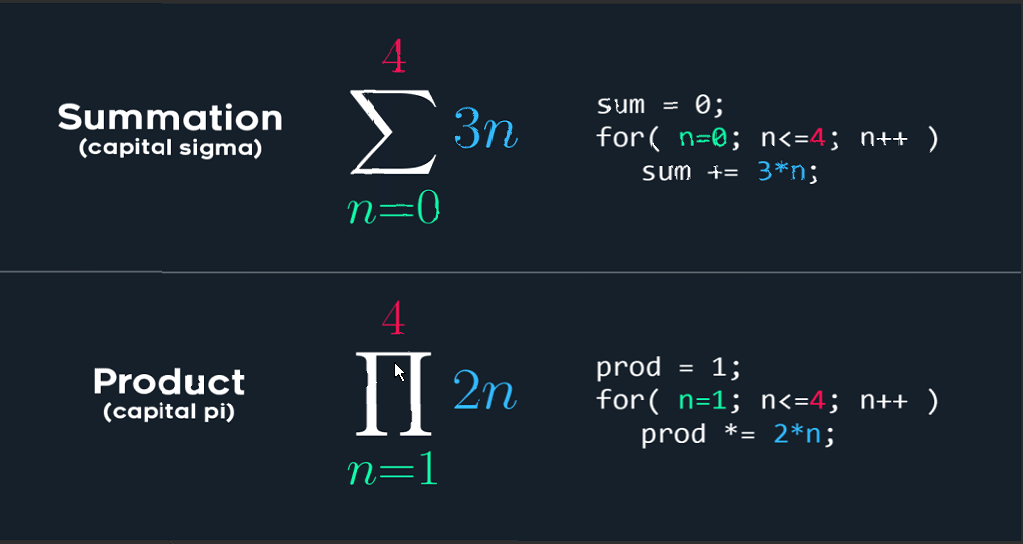 Summation
(capital sigma)
4
∑ 3n
n=0
sum = 0;
for( n=0; n<=4; n++ )
sum += 3*n;
Product
(capital pi)
4
∏ 2n
n=1
prod = 1;
for( n=1; n<=4; n++ )
prod *= 2*n;